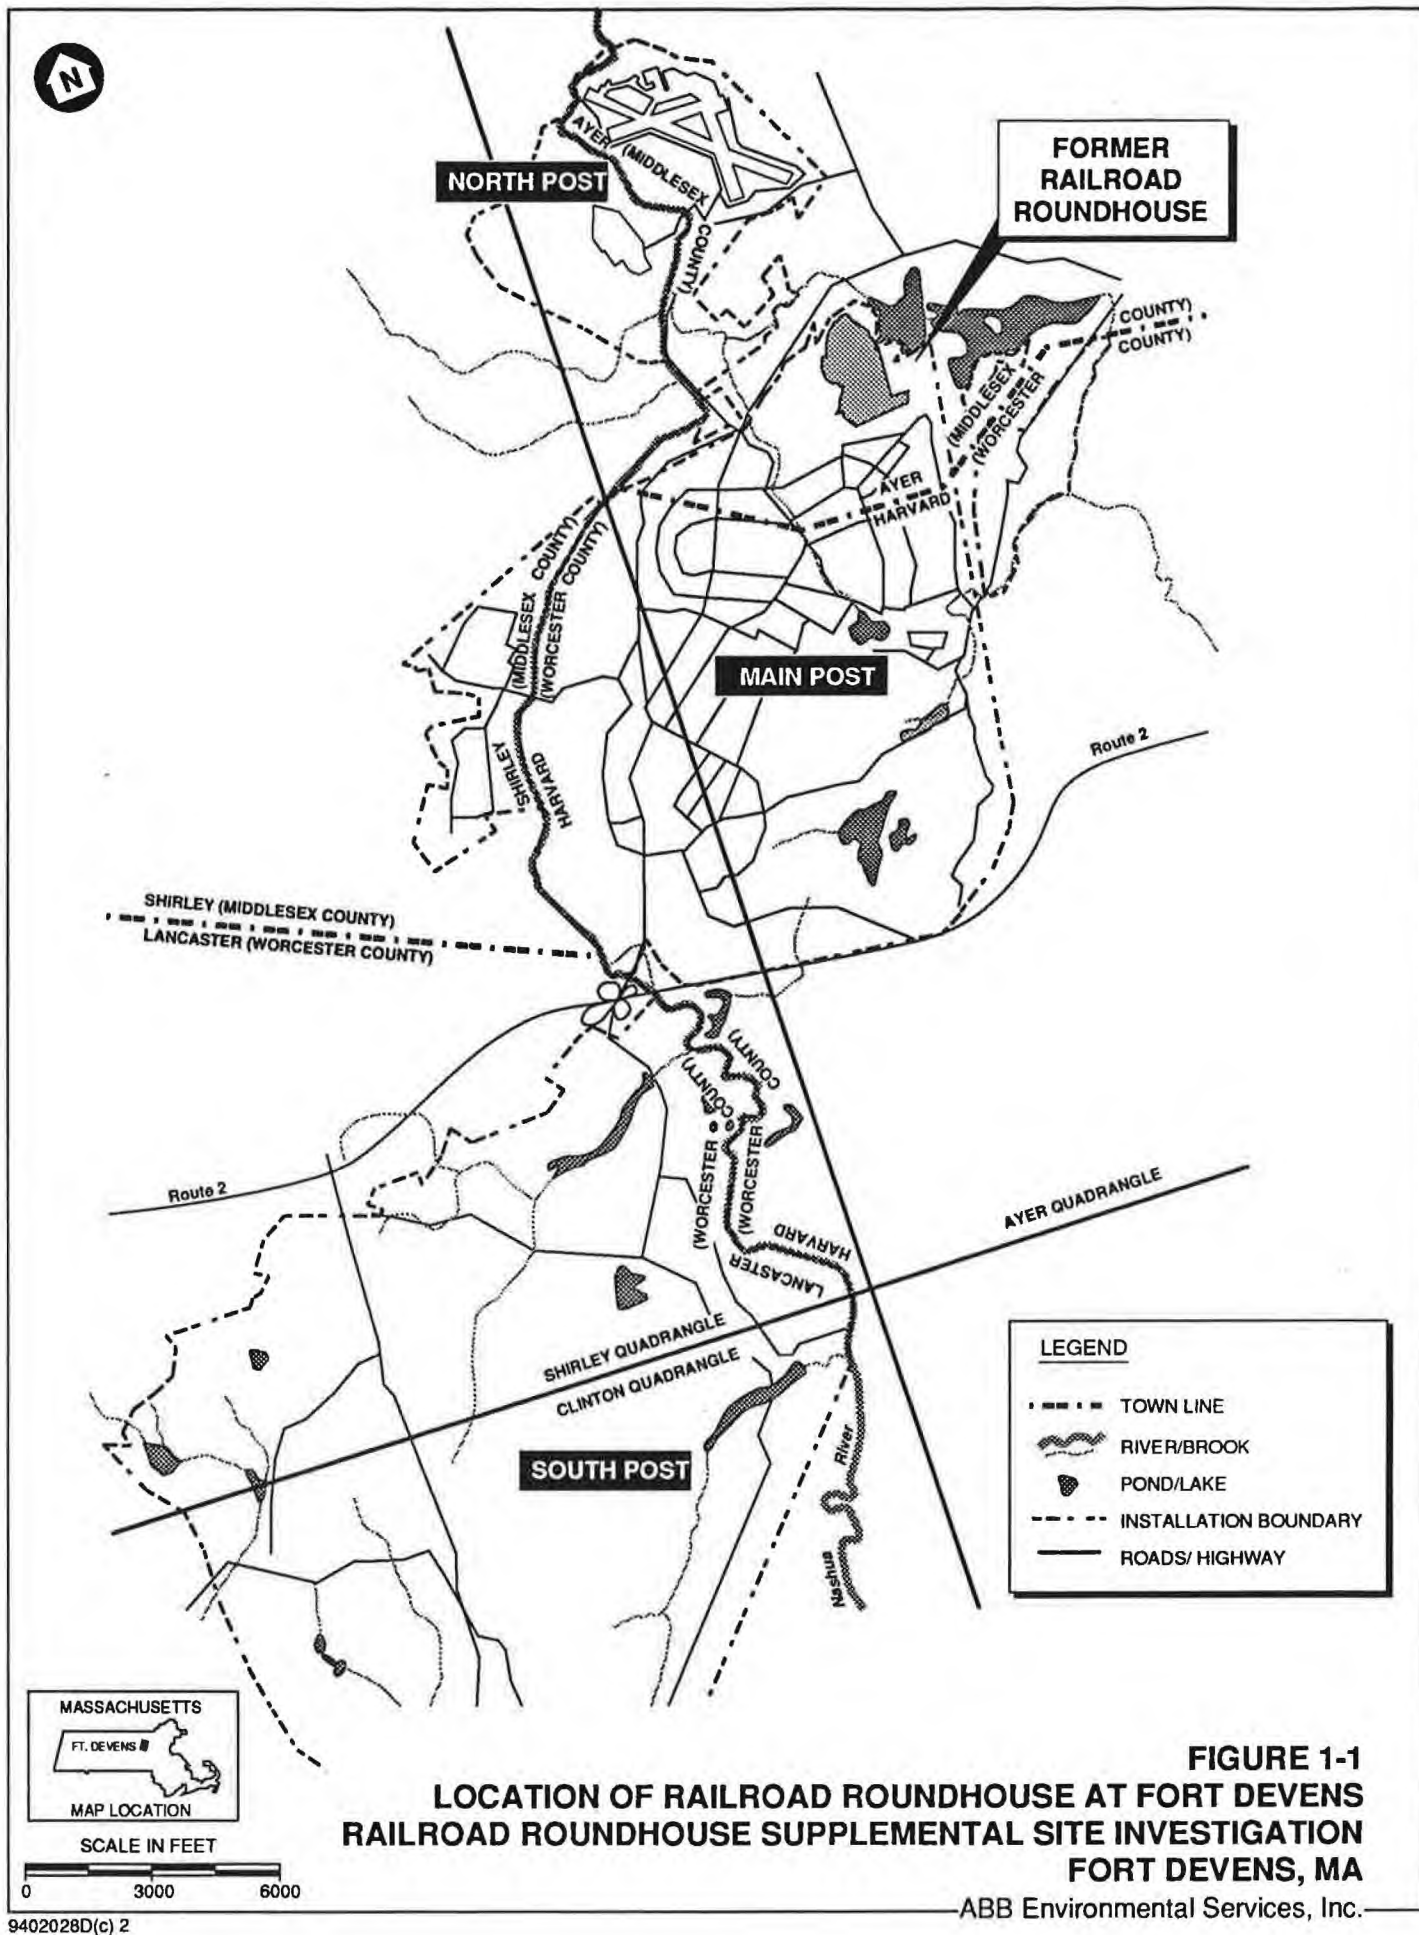 N
NORTH POST
AYER (MIDDLESEX
COUNTY)
FORMER
RAILROAD
ROUNDHOUSE
COUNTY)
COUNTY)
(MIDDLESEX
(WORCESTER
AYER
HARVARD
(MIDDLESEX COUNTY)
(WORCESTER COUNTY)
MAIN POST
SHIRLEY
HARVARD
Route 2
SHIRLEY (MIDDLESEX COUNTY)
LANCASTER (WORCESTER COUNTY)
COUNTY)
COUNTY)
(WORCESTER
(WORCESTER
Route 2
HARVARD
LANCASTER
AYER QUADRANGLE
SHIRLEY QUADRANGLE
CLINTON QUADRANGLE
SOUTH POST
Nashua River
LEGEND
TOWN LINE
RIVER/BROOK
POND/LAKE
INSTALLATION BOUNDARY
ROADS/ HIGHWAY
MASSACHUSETTS
FT. DEVENS
MAP LOCATION
SCALE IN FEET
0 3000 6000
FIGURE 1-1
LOCATION OF RAILROAD ROUNDHOUSE AT FORT DEVENS
RAILROAD ROUNDHOUSE SUPPLEMENTAL SITE INVESTIGATION
FORT DEVENS, MA
ABB Environmental Services, Inc.
9402028D(c) 2